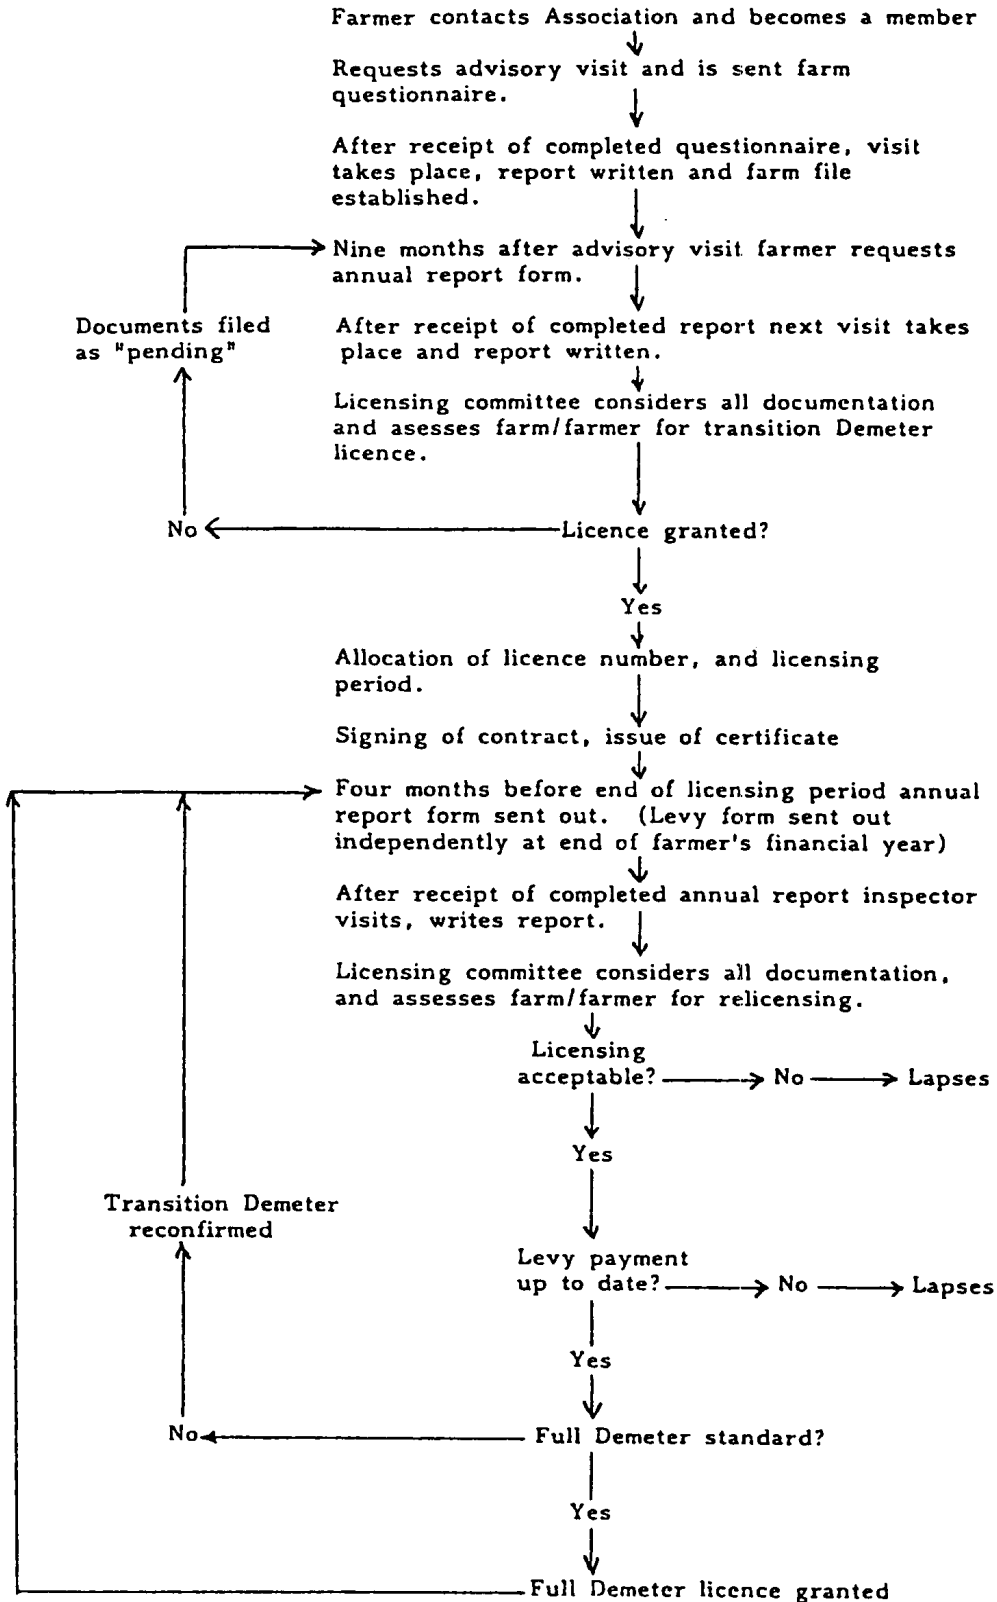 Farmer contacts Association and becomes a member
Requests advisory visit and is sent farm
questionnaire.
After receipt of completed questionnaire, visit
takes place, report written and farm file
established.
Nine months after advisory visit farmer requests
annual report form.
Documents filed
as "pending"
After receipt of completed report next visit takes
place and report written.
Licensing committee considers all documentation
and asesses farm/farmer for transition Demeter
licence.
No
Licence granted?
Yes
Allocation of licence number, and licensing
period.
Signing of contract, issue of certificate
Four months before end of licensing period annual
report form sent out. (Levy form sent out
independently at end of farmer's financial year)
After receipt of completed annual report inspector
visits, writes report.
Licensing committee considers all documentation,
and assesses farm/farmer for relicensing.
Licensing
acceptable?
No
Lapses
Yes
Transition Demeter
reconfirmed
Levy payment
up to date?
No
Lapses
Yes
No
Full Demeter standard?
Yes
Full Demeter licence granted